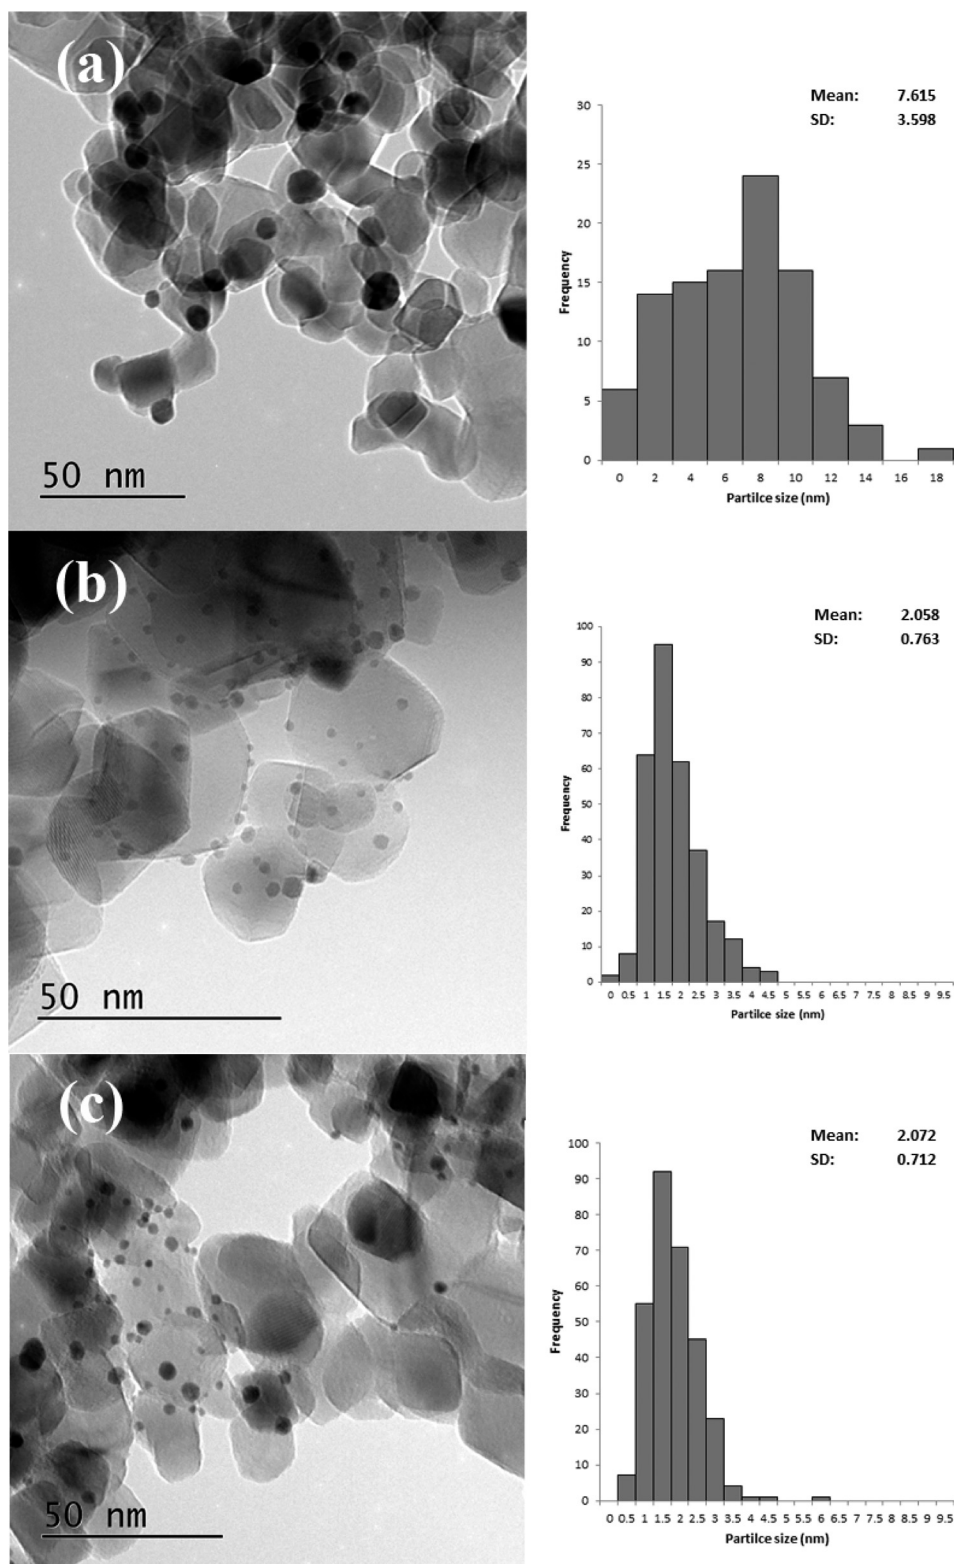 (a)
50 nm
Mean: 7.615
SD: 3.598
30
25
20
15
10
5
0
Frequency
0 2 4 6 8 10 12 14 16 18
Partilce size (nm)
(b)
50 nm
Mean: 2.058
SD: 0.763
100
90
80
70
60
50
40
30
20
10
0
Frequency
0 0.5 1 1.5 2 2.5 3 3.5 4 4.5 5 5.5 6 6.5 7 7.5 8 8.5 9 9.5
Partilce size (nm)
(c)
50 nm
Mean: 2.072
SD: 0.712
100
90
80
70
60
50
40
30
20
10
0
Frequency
0 0.5 1 1.5 2 2.5 3 3.5 4 4.5 5 5.5 6 6.5 7 7.5 8 8.5 9 9.5
Partilce size (nm)